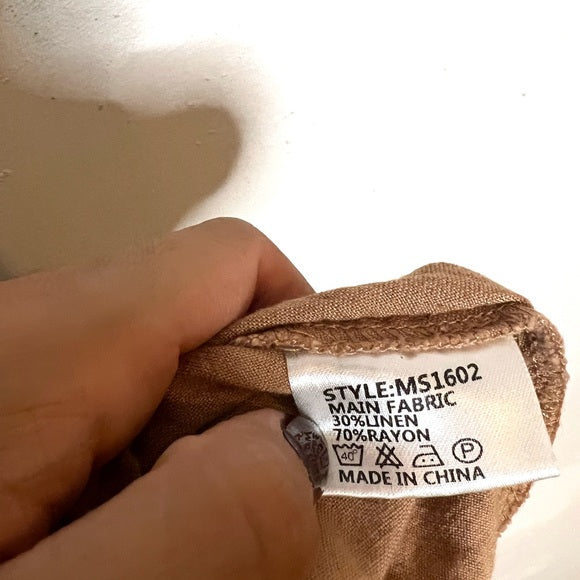 STYLE:MS1602
MAIN FABRIC
30%LINEN
70%RAYON
40° P
MADE IN CHINA